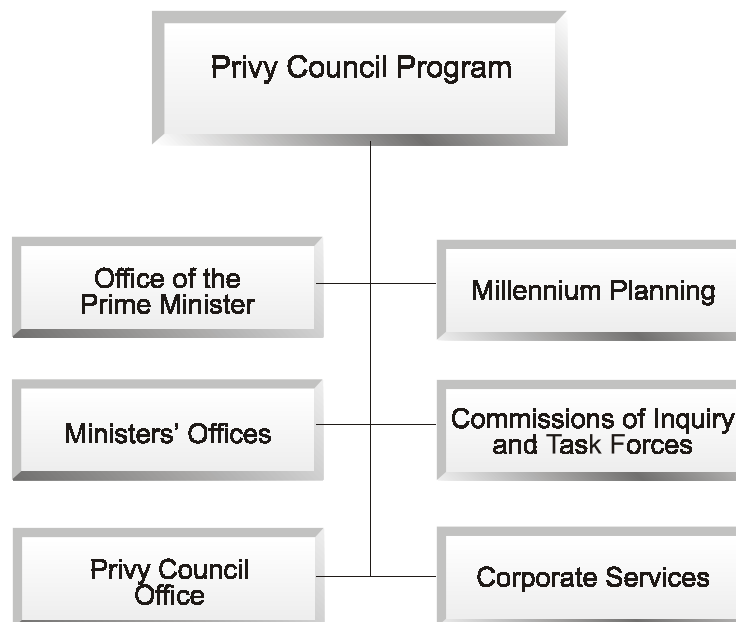 Privy Council Program
Office of the
Prime Minister
Millennium Planning
Ministers’ Offices
Commissions of Inquiry
and Task Forces
Privy Council
Office
Corporate Services